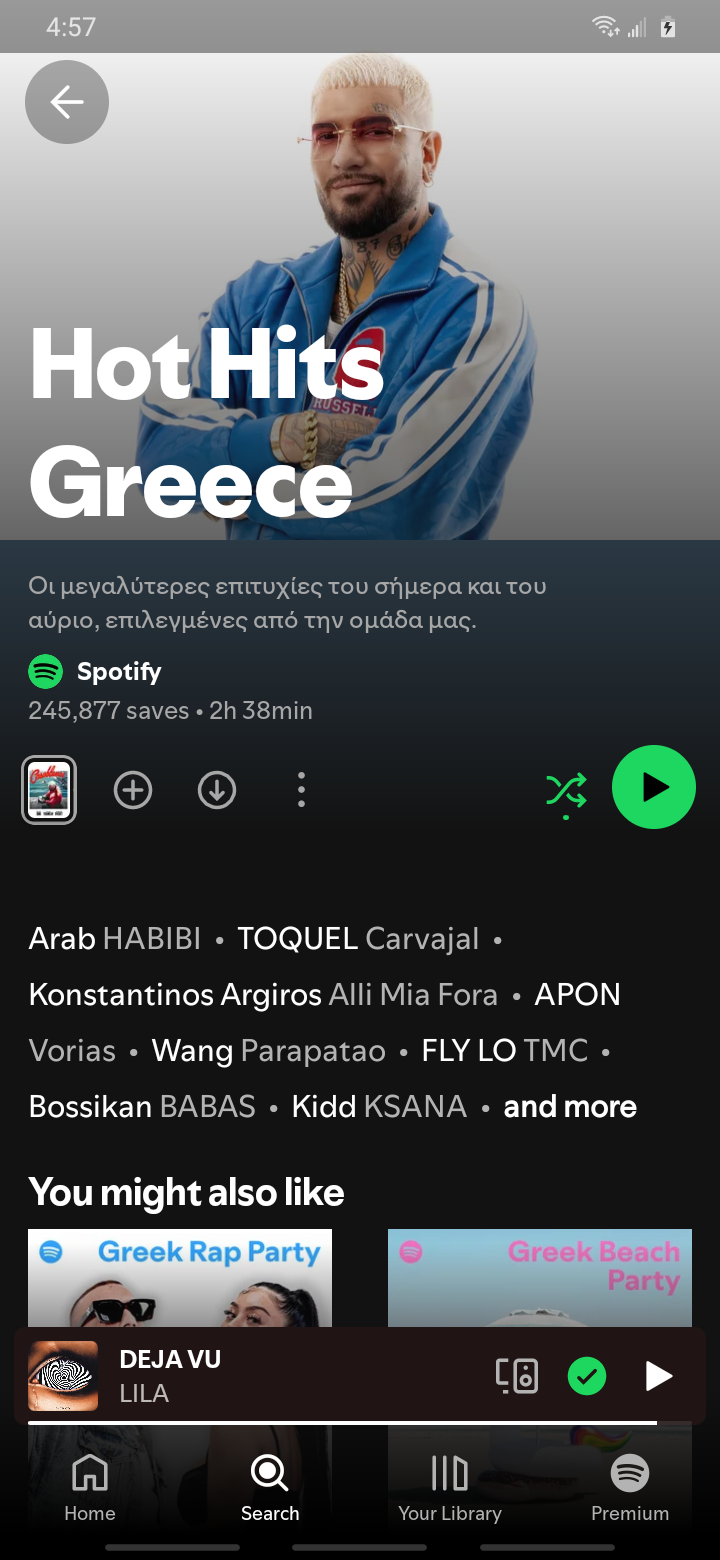 4:57
RUSSELL
Hot Hits
Greece
Οι μεγαλύτερες επιτυχίες του σήμερα και του
αύριο, επιλεγμένες από την ομάδα μας.
Spotify
245,877 saves • 2h 38min
Arab HABIBI • TOQUEL Carvajal •
Konstantinos Argiros Alli Mia Fora • APON
Vorias • Wang Parapatao • FLY LO TMC •
Bossikan BABAS • Kidd KSANA • and more
You might also like
Greek Rap Party
Greek Beach
Party
DEJA VU
LILA
Home
Search
Your Library
Premium